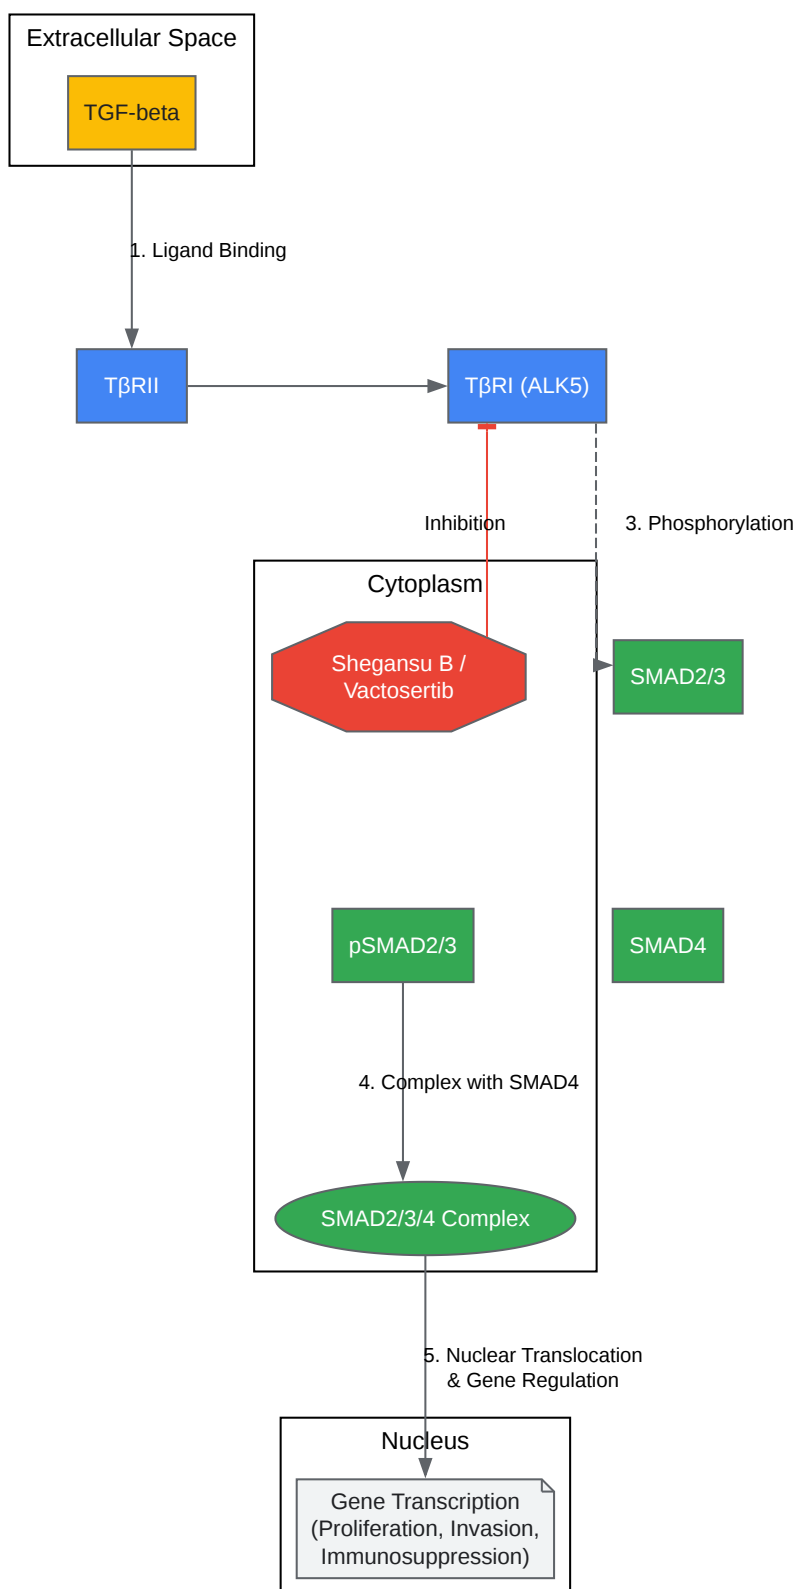 Extracellular Space
TGF-beta
1. Ligand Binding
TβRII
TβRI (ALK5)
Inhibition
3. Phosphorylation
Cytoplasm
Shegansu B /
Vactosertib
SMAD2/3
pSMAD2/3
SMAD4
4. Complex with SMAD4
SMAD2/3/4 Complex
5. Nuclear Translocation
& Gene Regulation
Nucleus
Gene Transcription
(Proliferation, Invasion,
Immunosuppression)